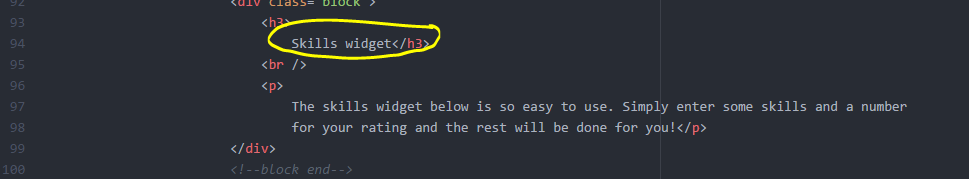 92 <div class="block">
93 <h3>
94 Skills widget</h3>
95 <br />
96 <p>
97 The skills widget below is so easy to use. Simply enter some skills and a number
98 for your rating and the rest will be done for you!</p>
99 </div>
100 <!--block end-->